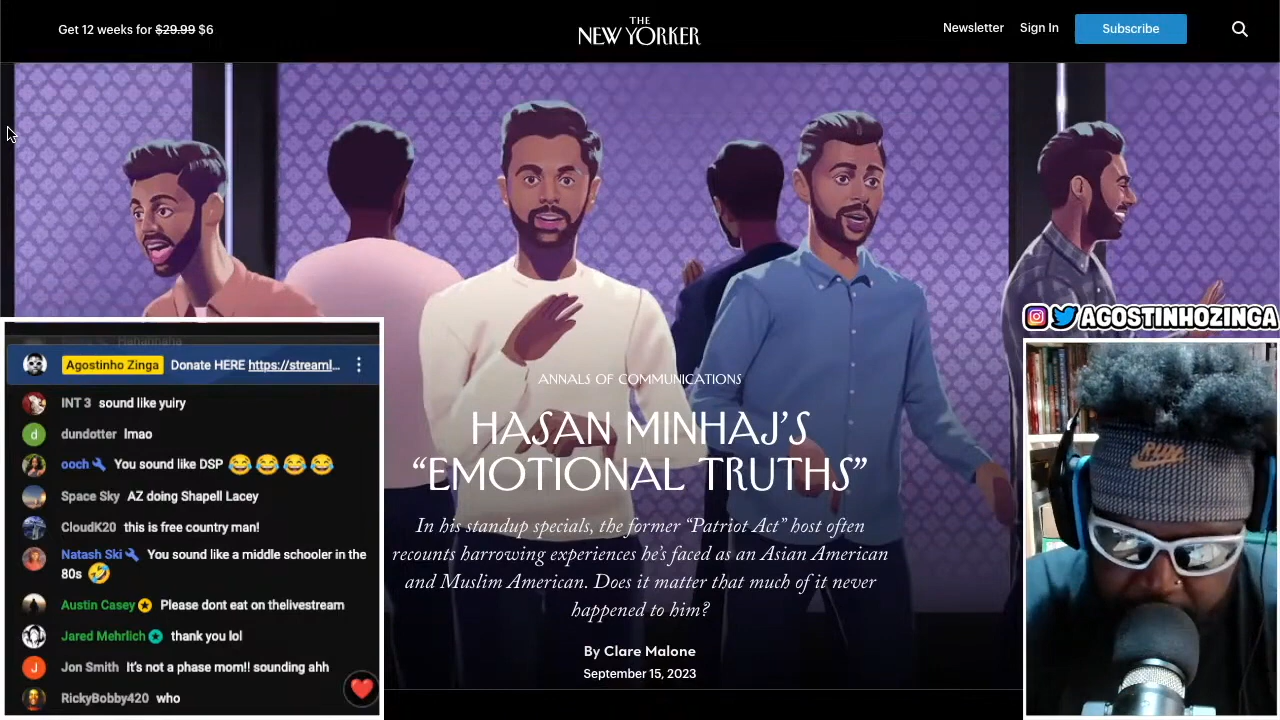 Get 12 weeks for $29.99 $6
THE
NEW YORKER
Newsletter Sign In Subscribe
ANNALS OF COMMUNICATIONS
HASAN MINHAJ’S
“EMOTIONAL TRUTHS”
In his standup specials, the former “Patriot Act” host often
recounts harrowing experiences he’s faced as an Asian American
and Muslim American. Does it matter that much of it never
happened to him?
By Clare Malone
September 15, 2023
Hahahhaha
Agostinho Zinga Donate HERE https://streaml...
INT 3 sound like yuiry
d dundotter lmao
ooch You sound like DSP 😂😂😂😂
Space Sky AZ doing Shapell Lacey
CloudK20 this is free country man!
Natash Ski You sound like a middle schooler in the
80s 🤣
Austin Casey Please dont eat on thelivestream
Jared Mehrlich thank you lol
J Jon Smith It’s not a phase mom!! sounding ahh
RickyBobby420 who
AGOSTINHOZINGA
RUN